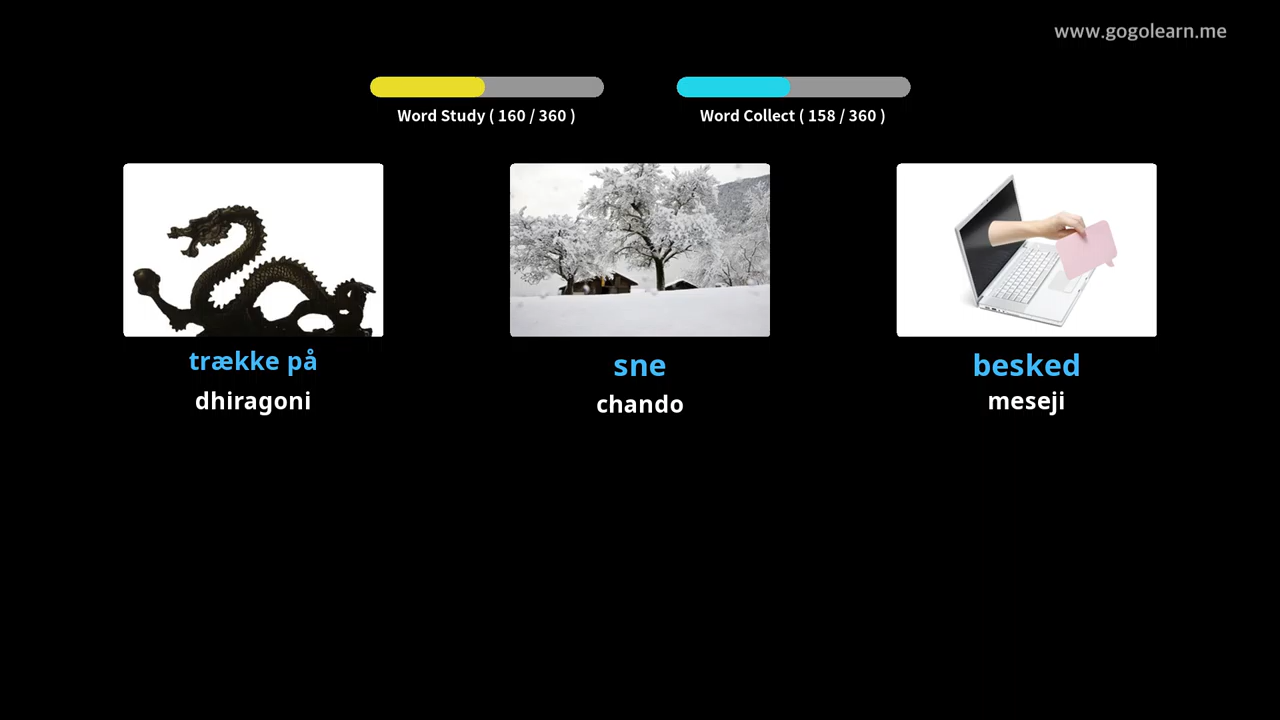 www.gogolearn.me
Word Study ( 160 / 360 )
Word Collect ( 158 / 360 )
trække på
dhiragoni
sne
chando
besked
meseji